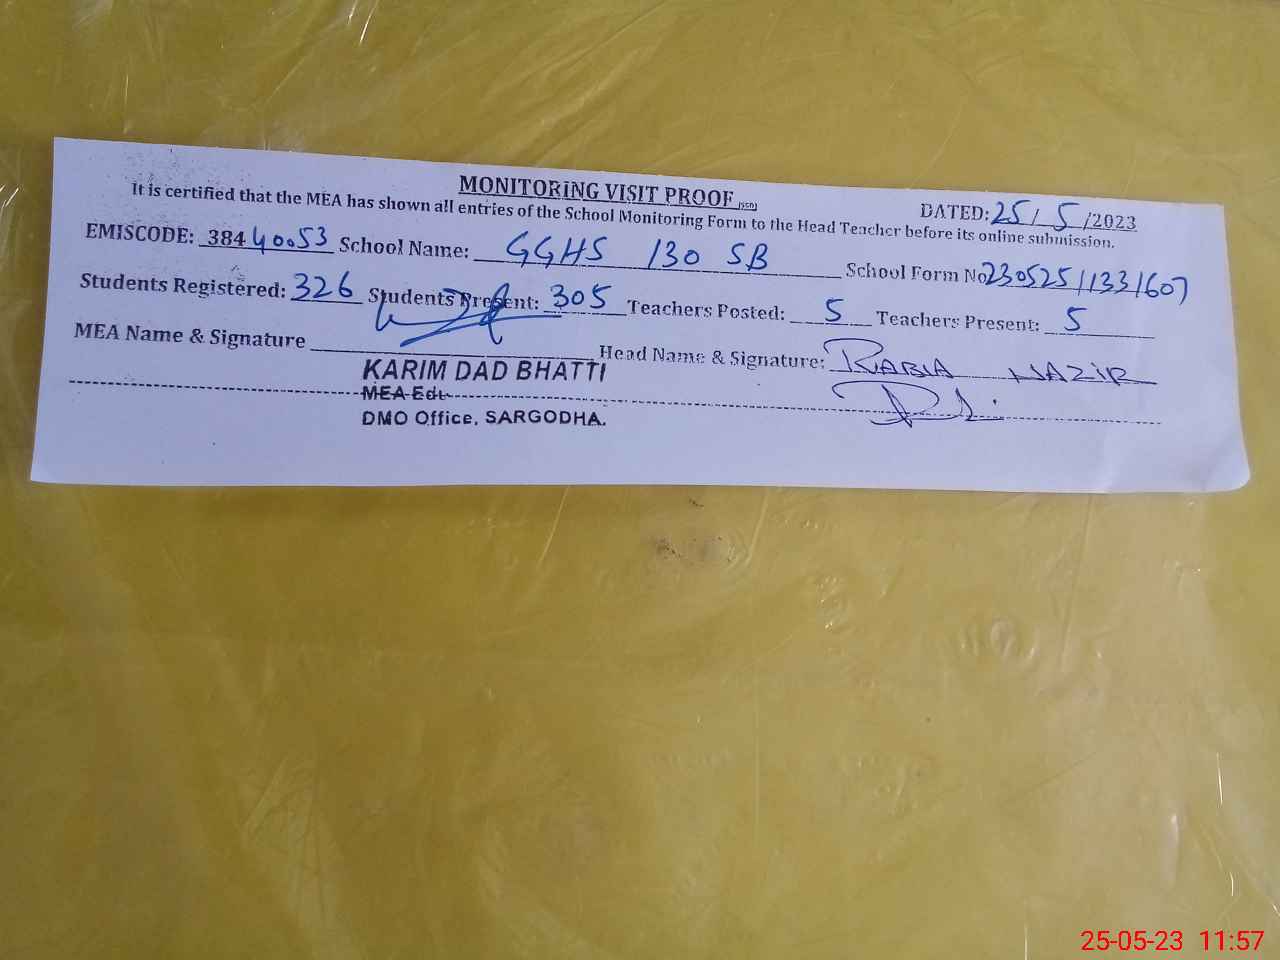 MONITORING VISIT PROOF (SED)
DATED: 25/5/2023
It is certified that the MEA has shown all entries of the School Monitoring Form to the Head Teacher before its online submission.
EMISCODE: 38440053 School Name: GGHS 130 SB School Form No 23052511331607
Students Registered: 326 Students Present: 305 Teachers Posted: 5 Teachers Present: 5
MEA Name & Signature Head Name & Signature: RABIA NAZIR
KARIM DAD BHATTI
MEA Edu
DMO Office, SARGODHA.
25-05-23 11:57